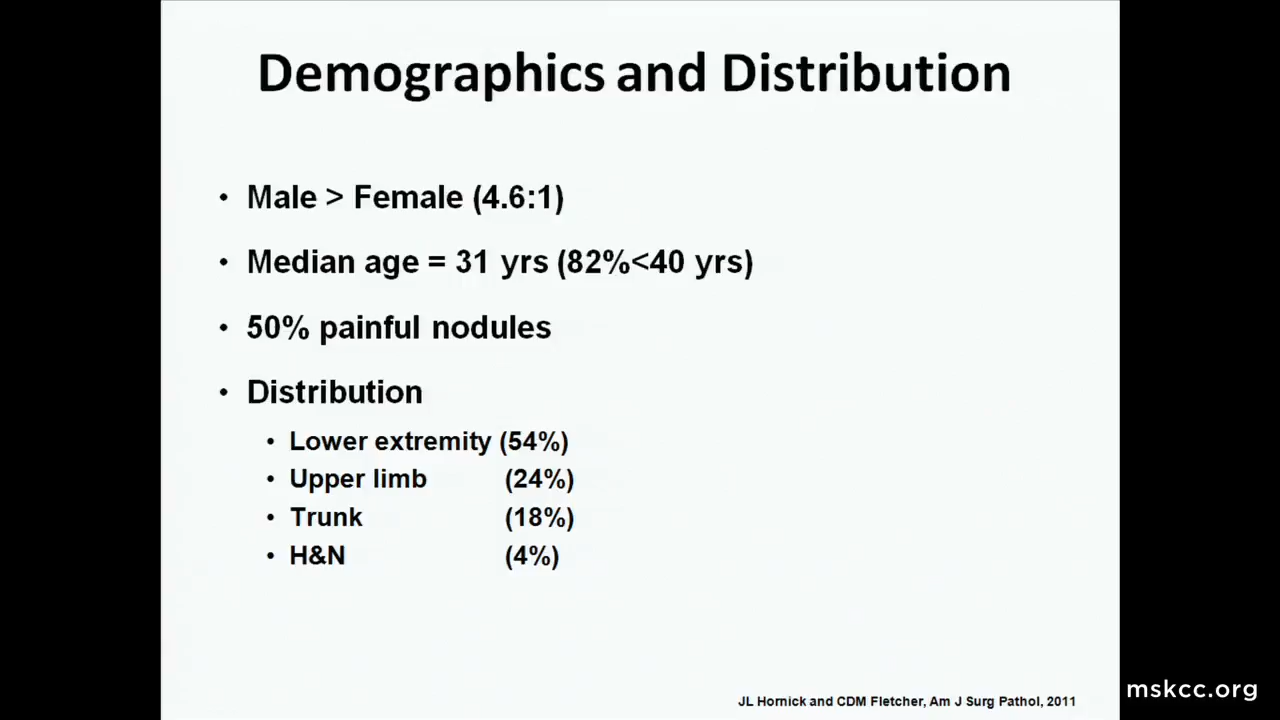 Demographics and Distribution
• Male > Female (4.6:1)
• Median age = 31 yrs (82%<40 yrs)
• 50% painful nodules
• Distribution
• Lower extremity (54%)
• Upper limb (24%)
• Trunk (18%)
• H&N (4%)
JL Hornick and CDM Fletcher, Am J Surg Pathol, 2011
mskcc.org